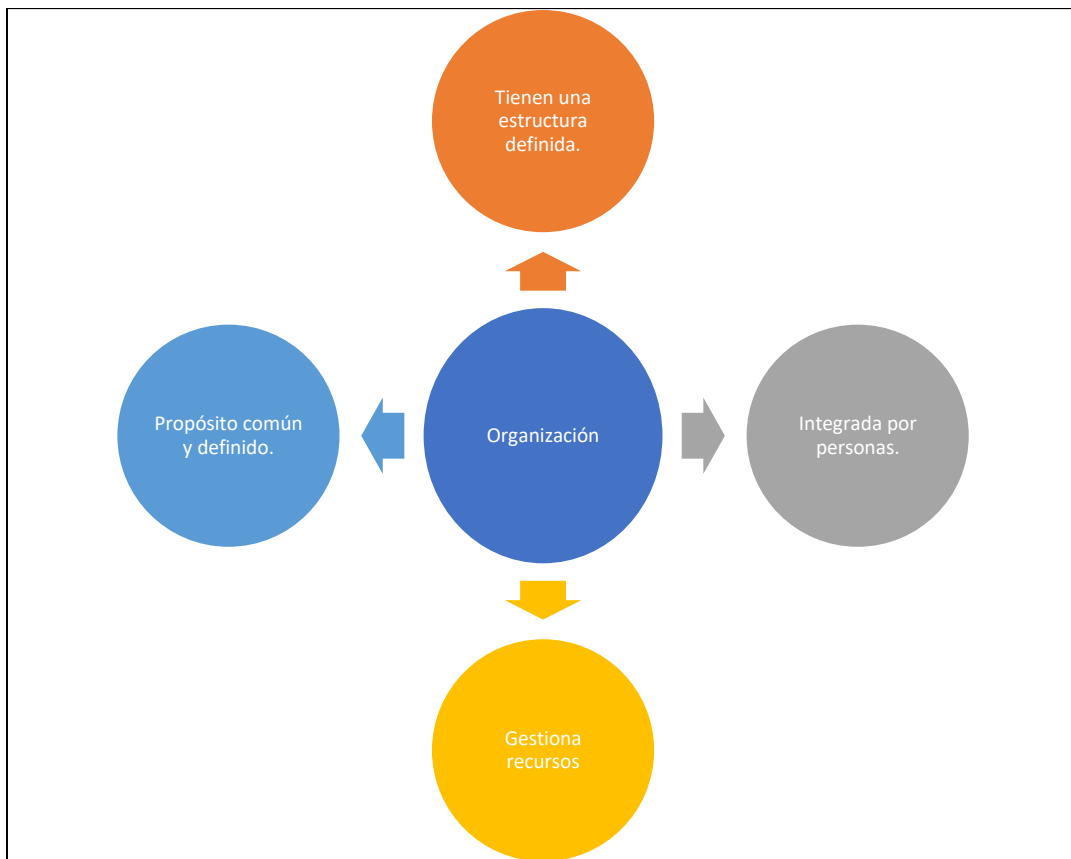 Tienen una
estructura
definida.
Propósito común
y definido.
Organización
Integrada por
personas.
Gestiona
recursos